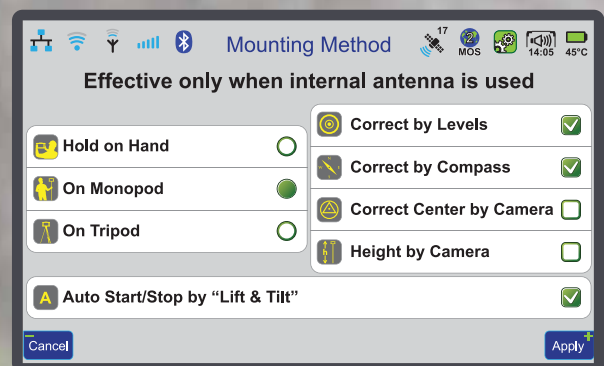 Mounting Method
17
2
MOS
14:05
45°C
Effective only when internal antenna is used
Hold on Hand
On Monopod
On Tripod
Correct by Levels
Correct by Compass
Correct Center by Camera
h
Height by Camera
A
Auto Start/Stop by “Lift & Tilt”
−
Cancel
+
Apply